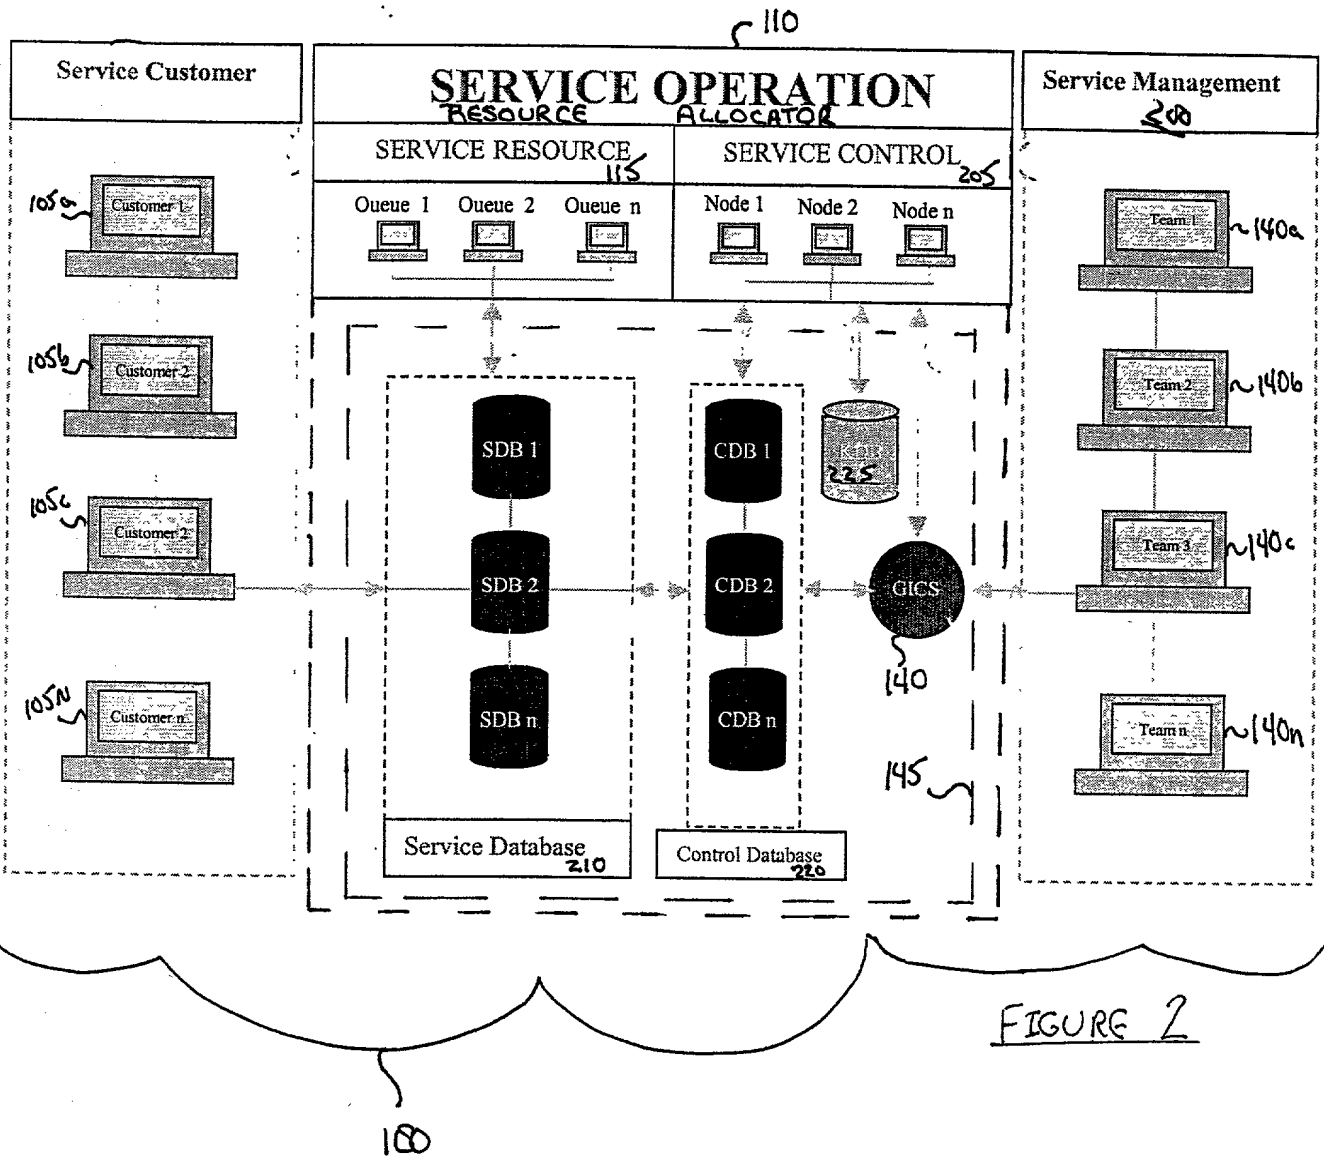 110
Service Customer
SERVICE OPERATION
RESOURCE ALLOCATOR
Service Management
200
SERVICE RESOURCE
115
SERVICE CONTROL
205
Queue 1
Queue 2
Queue n
Node 1
Node 2
Node n
105a
Customer 1
105b
Customer 2
105c
Customer 2
105N
Customer n
Team 1
140a
Team 2
140b
Team 3
140c
Team n
140n
SDB 1
SDB 2
SDB n
CDB 1
CDB 2
CDB n
225
GICS
140
145
Service Database
210
Control Database
220
FIGURE 2
100